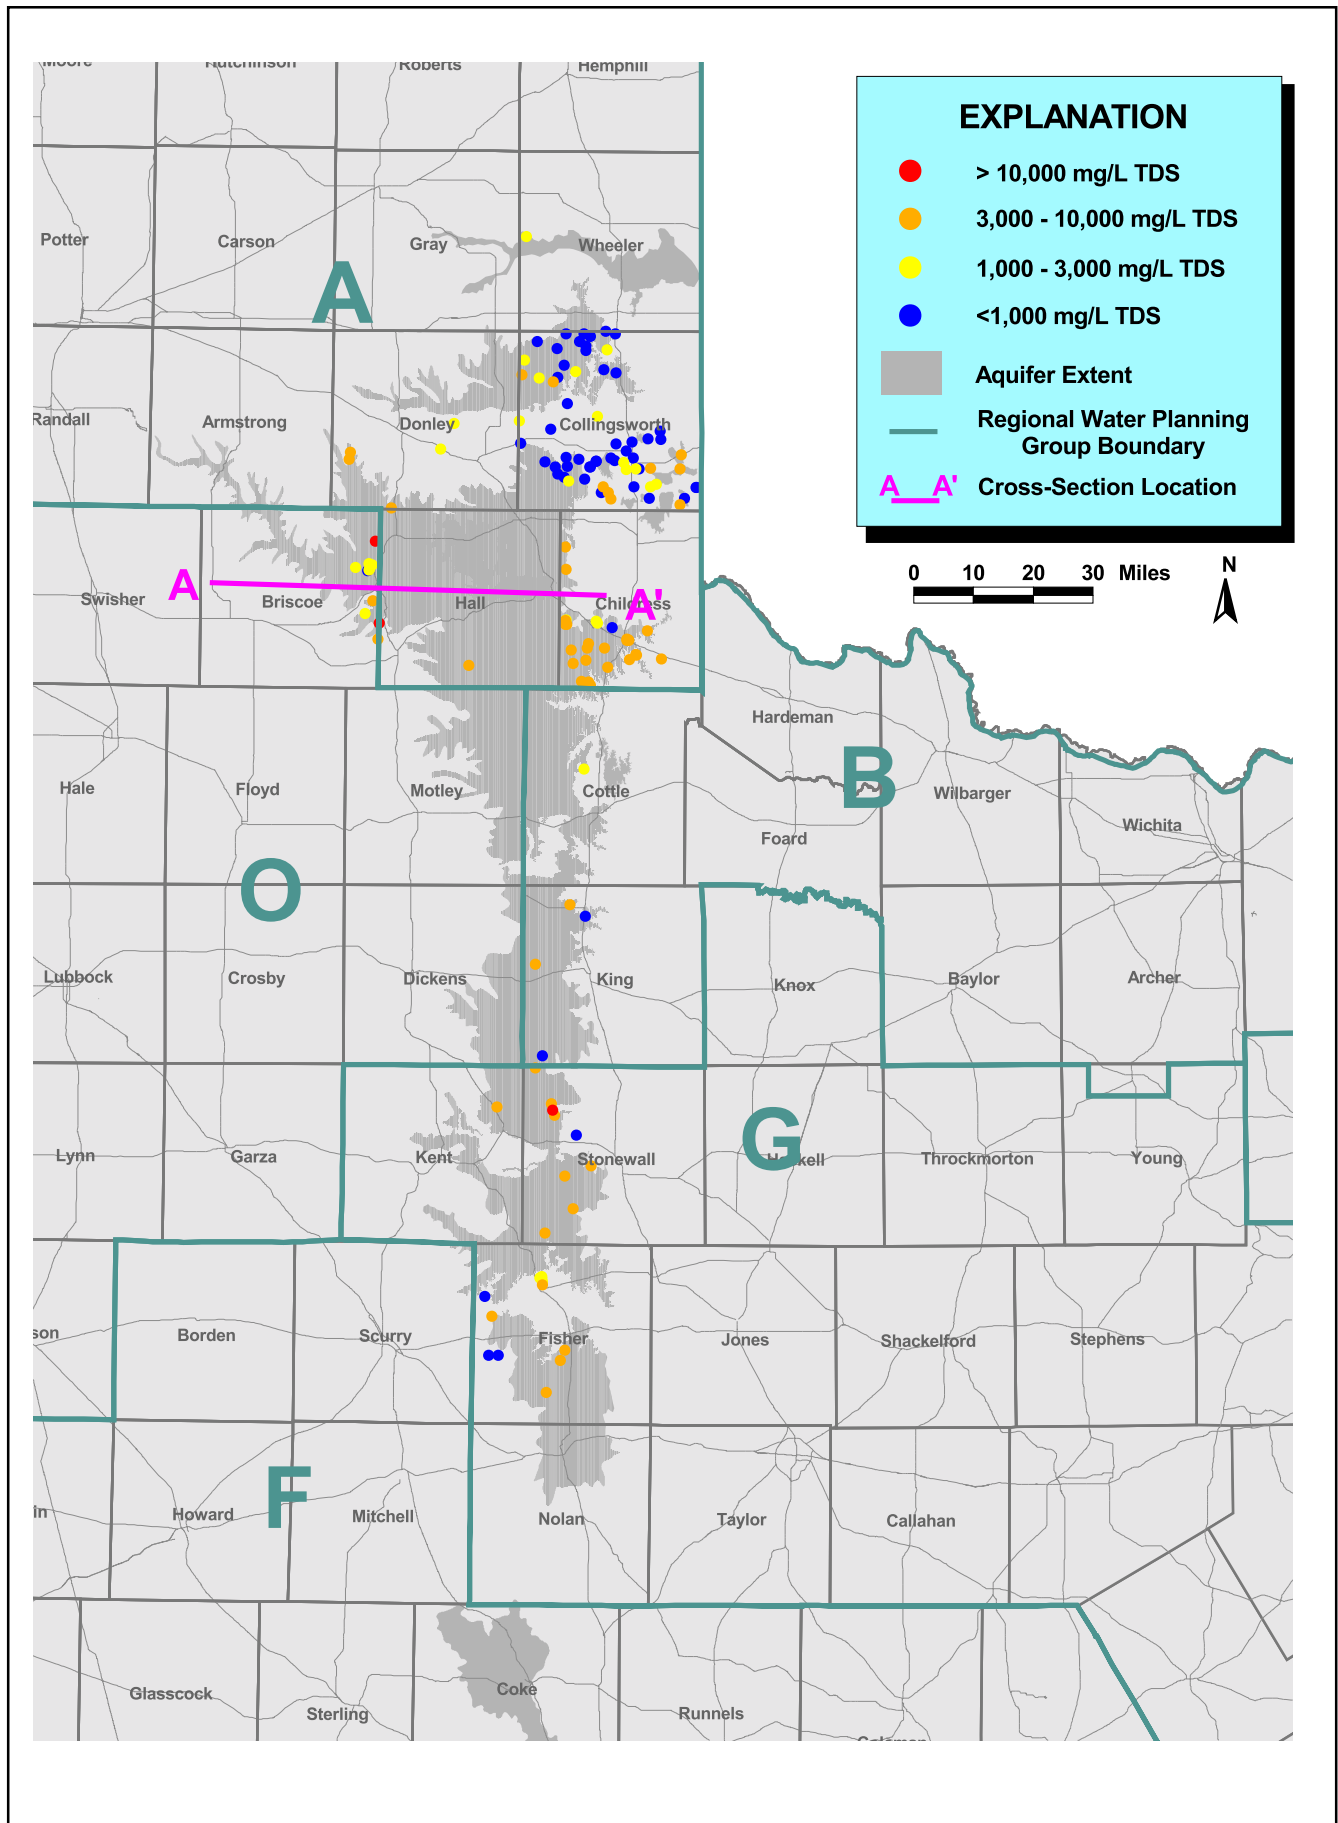 Moore
Hutchinson
Roberts
Hemphill
EXPLANATION
> 10,000 mg/L TDS
3,000 - 10,000 mg/L TDS
1,000 - 3,000 mg/L TDS
<1,000 mg/L TDS
Aquifer Extent
Regional Water Planning
Group Boundary
A A' Cross-Section Location
0 10 20 30 Miles
N
Potter
Carson
Gray
Wheeler
A
Randall
Armstrong
Donley
Collingsworth
A
A'
Swisher
Briscoe
Hall
Childress
Hardeman
B
Hale
Floyd
Motley
Cottle
Wilbarger
Wichita
Foard
O
Lubbock
Crosby
Dickens
King
Knox
Baylor
Archer
G
Lynn
Garza
Kent
Stonewall
Haskell
Throckmorton
Young
son
Borden
Scurry
Fisher
Jones
Shackelford
Stephens
F
in
Howard
Mitchell
Nolan
Taylor
Callahan
Glasscock
Sterling
Coke
Runnels
Coleman